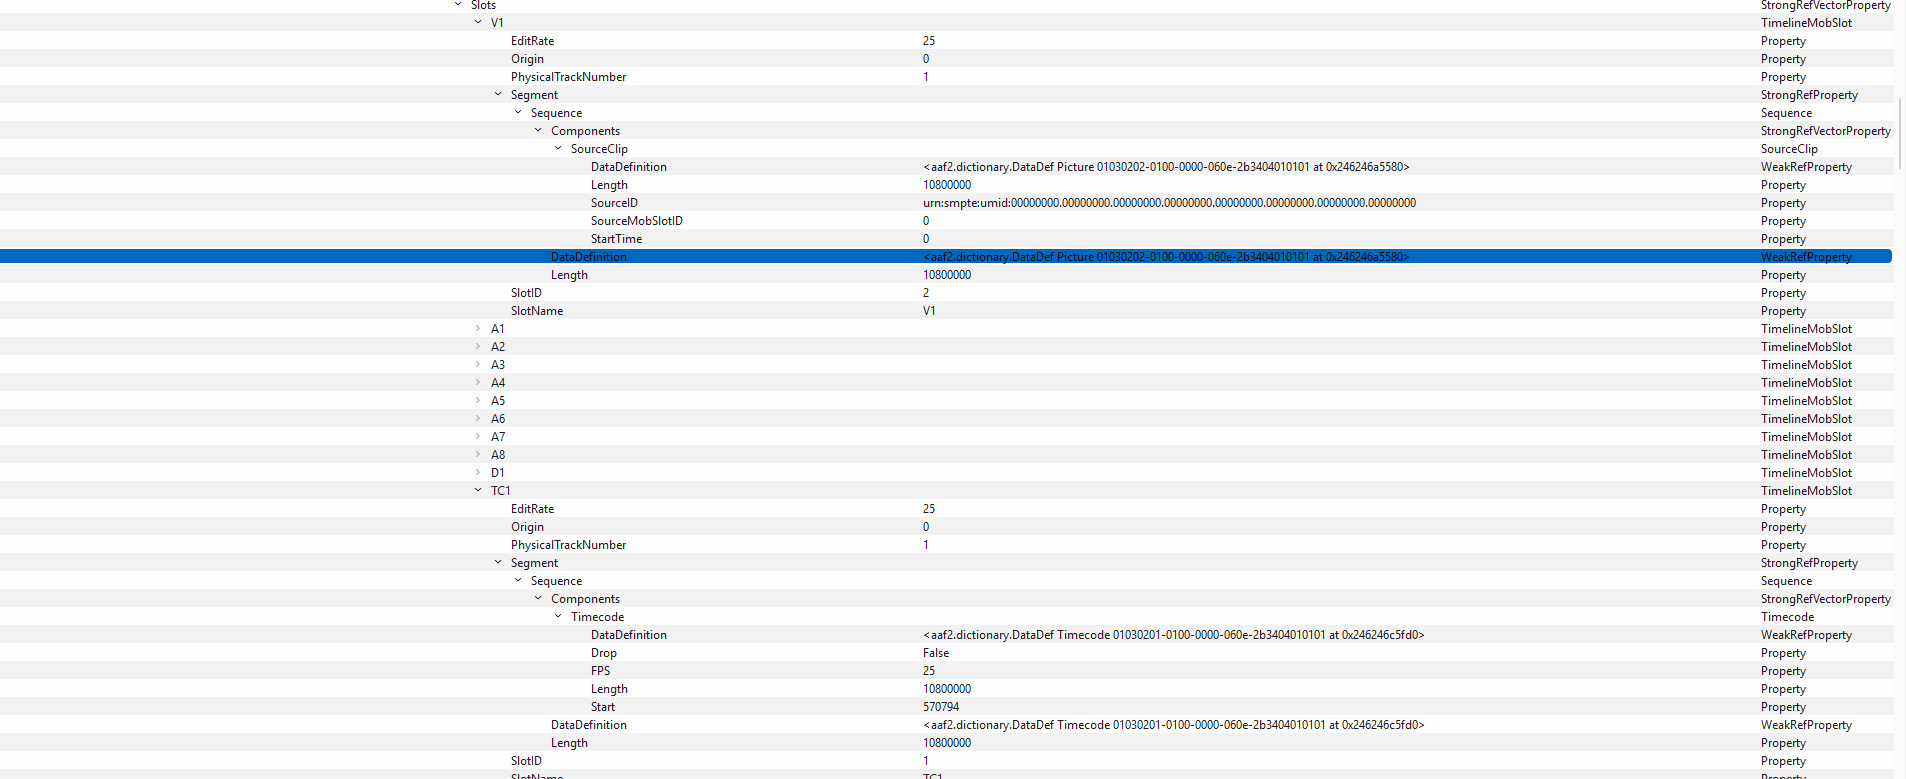 Slots StrongRefVectorProperty
V1 TimelineMobSlot
EditRate 25 Property
Origin 0 Property
PhysicalTrackNumber 1 Property
Segment StrongRefProperty
Sequence Sequence
Components StrongRefVectorProperty
SourceClip SourceClip
DataDefinition <aaf2.dictionary.DataDef Picture 01030202-0100-0000-060e-2b3404010101 at 0x246246a5580> WeakRefProperty
Length 10800000 Property
SourceID urn:smpte:umid:00000000.00000000.00000000.00000000.00000000.00000000.00000000.00000000 Property
SourceMobSlotID 0 Property
StartTime 0 Property
DataDefinition <aaf2.dictionary.DataDef Picture 01030202-0100-0000-060e-2b3404010101 at 0x246246a5580> WeakRefProperty
Length 10800000 Property
SlotID 2 Property
SlotName V1 Property
A1 TimelineMobSlot
A2 TimelineMobSlot
A3 TimelineMobSlot
A4 TimelineMobSlot
A5 TimelineMobSlot
A6 TimelineMobSlot
A7 TimelineMobSlot
A8 TimelineMobSlot
D1 TimelineMobSlot
TC1 TimelineMobSlot
EditRate 25 Property
Origin 0 Property
PhysicalTrackNumber 1 Property
Segment StrongRefProperty
Sequence Sequence
Components StrongRefVectorProperty
Timecode Timecode
DataDefinition <aaf2.dictionary.DataDef Timecode 01030201-0100-0000-060e-2b3404010101 at 0x246246c5fd0> WeakRefProperty
Drop False Property
FPS 25 Property
Length 10800000 Property
Start 570794 Property
DataDefinition <aaf2.dictionary.DataDef Timecode 01030201-0100-0000-060e-2b3404010101 at 0x246246c5fd0> WeakRefProperty
Length 10800000 Property
SlotID 1 Property
SlotName TC1 Property